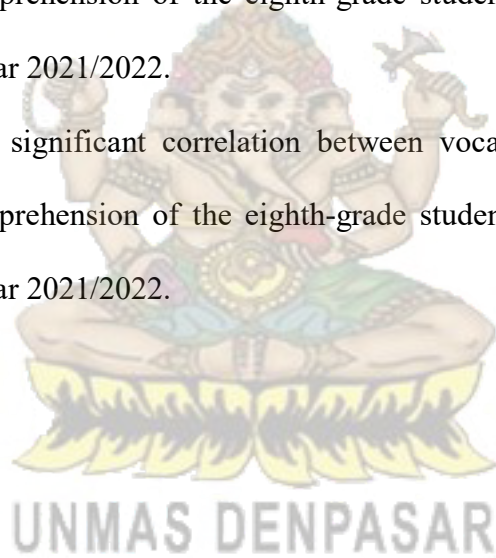 prehension of the eighth-grade studen
ar 2021/2022.
significant correlation between voca
prehension of the eighth-grade studen
ar 2021/2022.
UNMAS DENPASAR